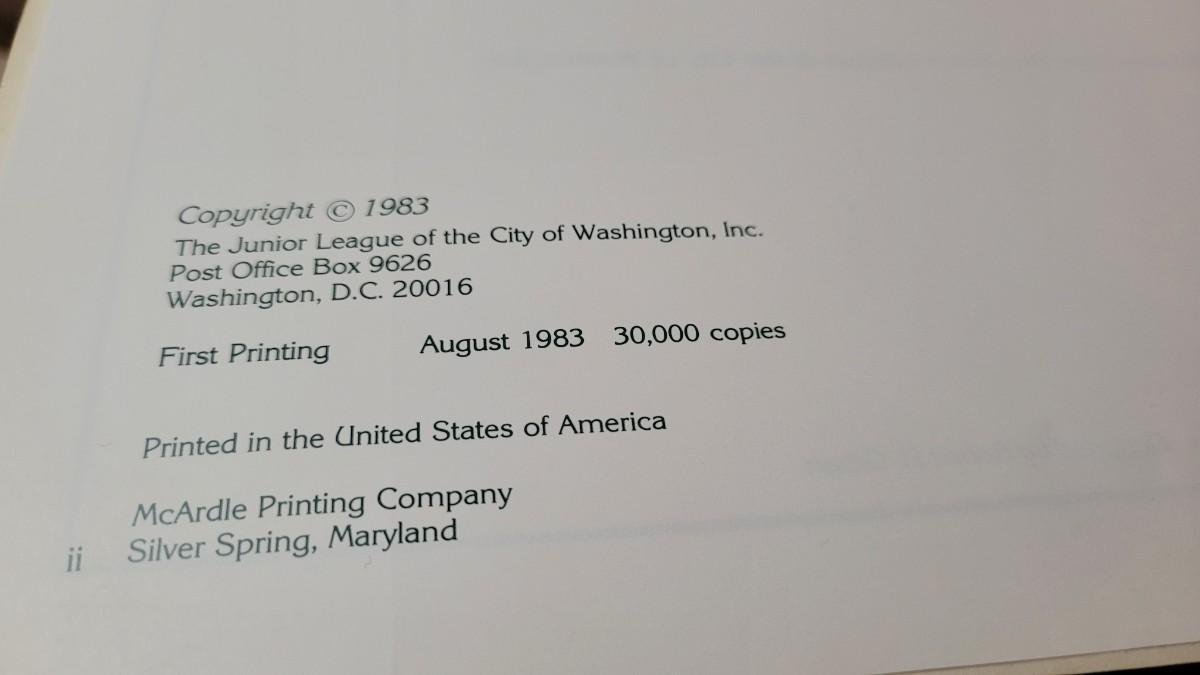 Copyright © 1983
The Junior League of the City of Washington, Inc.
Post Office Box 9626
Washington, D.C. 20016
First Printing August 1983 30,000 copies
Printed in the United States of America
McArdle Printing Company
ii Silver Spring, Maryland